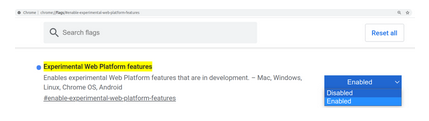 Chrome | chrome://flags/#enable-experimental-web-platform-features
Search flags
Reset all
Experimental Web Platform features
Enables experimental Web Platform features that are in development. – Mac, Windows,
Linux, Chrome OS, Android
#enable-experimental-web-platform-features
Enabled
Disabled
Enabled